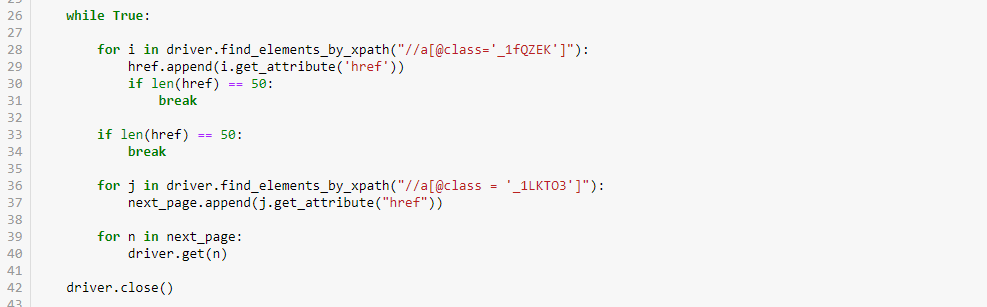 26 while True:
27
28 for i in driver.find_elements_by_xpath("//a[@class='_1fQZEK']"):
29 href.append(i.get_attribute('href'))
30 if len(href) == 50:
31 break
32
33 if len(href) == 50:
34 break
35
36 for j in driver.find_elements_by_xpath("//a[@class = '_1LKTO3']"):
37 next_page.append(j.get_attribute("href"))
38
39 for n in next_page:
40 driver.get(n)
41
42 driver.close()
43